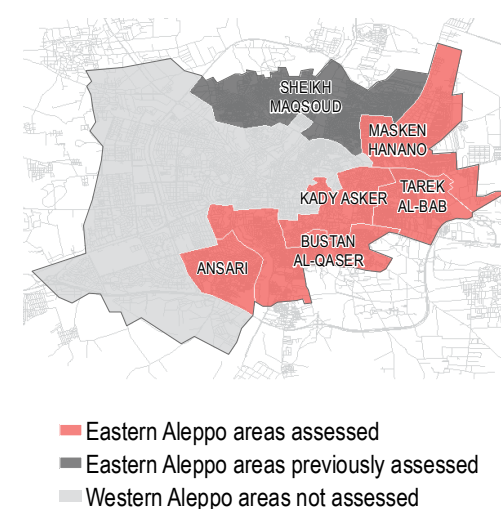 SHEIKH
MAQSOUD
MASKEN
HANANO
KADY ASKER
TAREK
AL-BAB
BUSTAN
AL-QASER
ANSARI
Eastern Aleppo areas assessed
Eastern Aleppo areas previously assessed
Western Aleppo areas not assessed